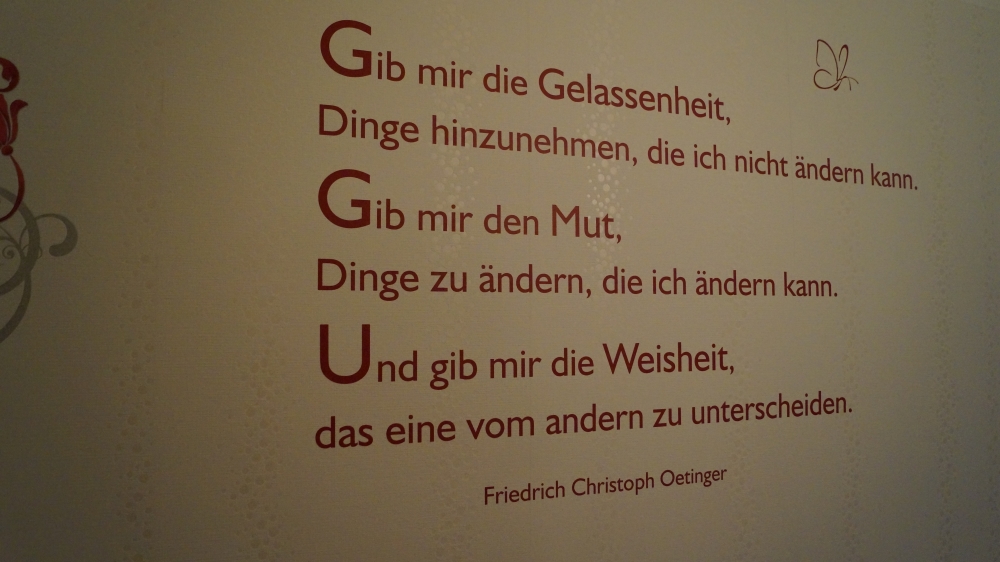 Gib mir die Gelassenheit,
Dinge hinzunehmen, die ich nicht ändern kann.
Gib mir den Mut,
Dinge zu ändern, die ich ändern kann.
Und gib mir die Weisheit,
das eine vom andern zu unterscheiden.
Friedrich Christoph Oetinger